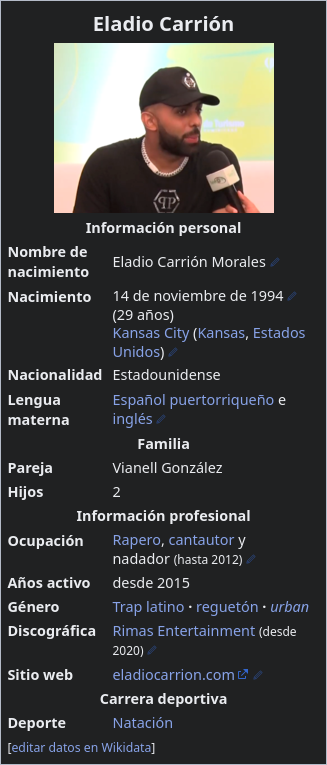 Eladio Carrión
Información personal
Nombre de
nacimiento
Eladio Carrión Morales
Nacimiento
14 de noviembre de 1994
(29 años)
Kansas City (Kansas, Estados
Unidos)
Nacionalidad
Estadounidense
Lengua
materna
Español puertorriqueño e
inglés
Familia
Pareja
Vianell González
Hijos
2
Información profesional
Ocupación
Rapero, cantautor y
nadador (hasta 2012)
Años activo
desde 2015
Género
Trap latino · reguetón · urban
Discográfica
Rimas Entertainment (desde
2020)
Sitio web
eladiocarrion.com
Carrera deportiva
Deporte
Natación
[editar datos en Wikidata]